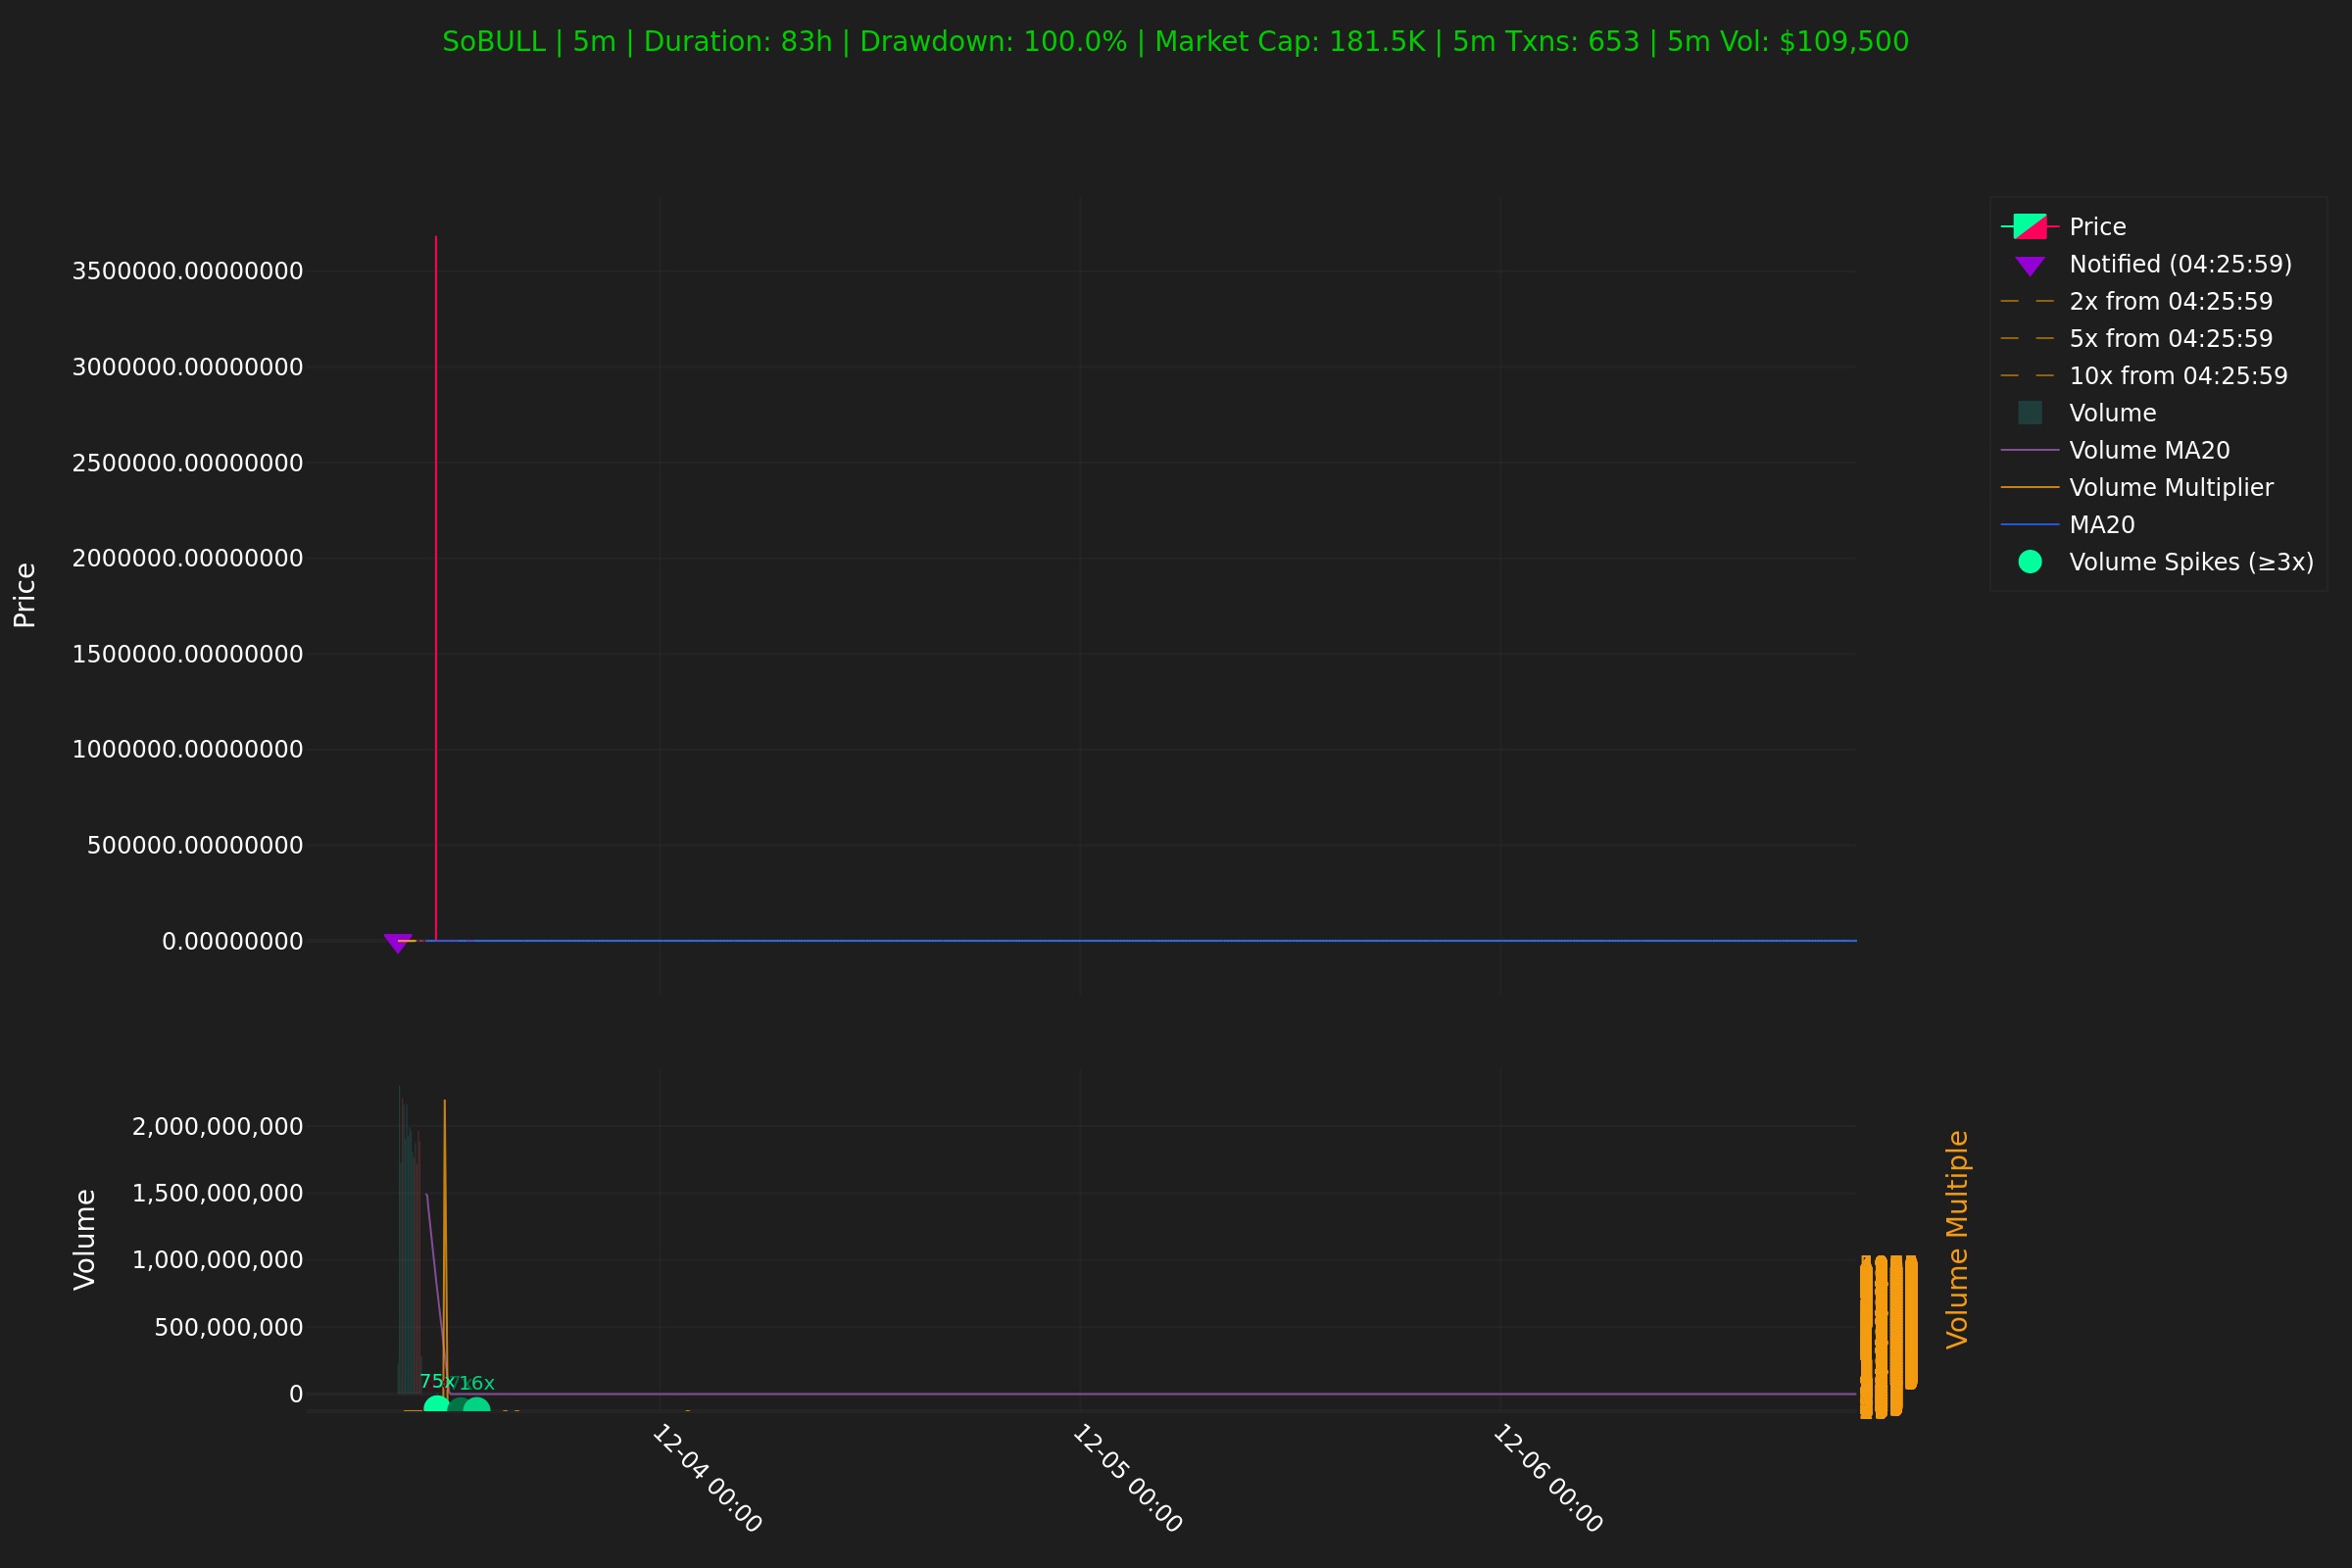 SoBULL | 5m | Duration: 83h | Drawdown: 100.0% | Market Cap: 181.5K | 5m Txns: 653 | 5m Vol: $109,500
Price
3500000.00000000
3000000.00000000
2500000.00000000
2000000.00000000
1500000.00000000
1000000.00000000
500000.00000000
0.00000000
Price
Notified (04:25:59)
2x from 04:25:59
5x from 04:25:59
10x from 04:25:59
Volume
Volume MA20
Volume Multiplier
MA20
Volume Spikes (≥3x)
Volume
2,000,000,000
1,500,000,000
1,000,000,000
500,000,000
0
75x
16x
Volume Multiple
12-04 00:00
12-05 00:00
12-06 00:00